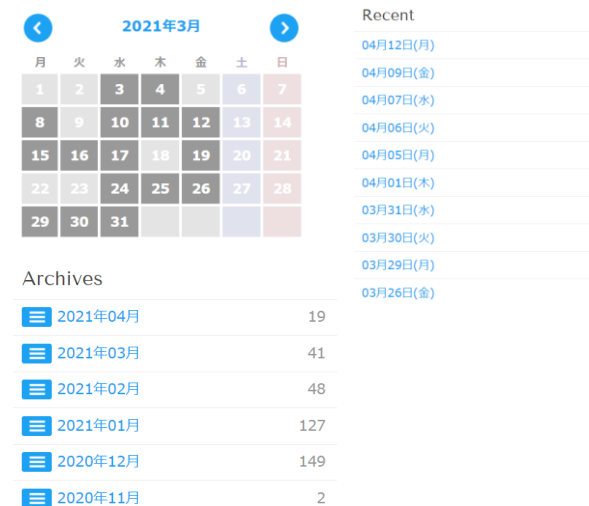 2021年3月
月 火 水 木 金 土 日
1 2 3 4 5 6 7
8 9 10 11 12 13 14
15 16 17 18 19 20 21
22 23 24 25 26 27 28
29 30 31
Archives
2021年04月 19
2021年03月 41
2021年02月 48
2021年01月 127
2020年12月 149
2020年11月 2
Recent
04月12日(月)
04月09日(金)
04月07日(水)
04月06日(火)
04月05日(月)
04月01日(木)
03月31日(水)
03月30日(火)
03月29日(月)
03月26日(金)